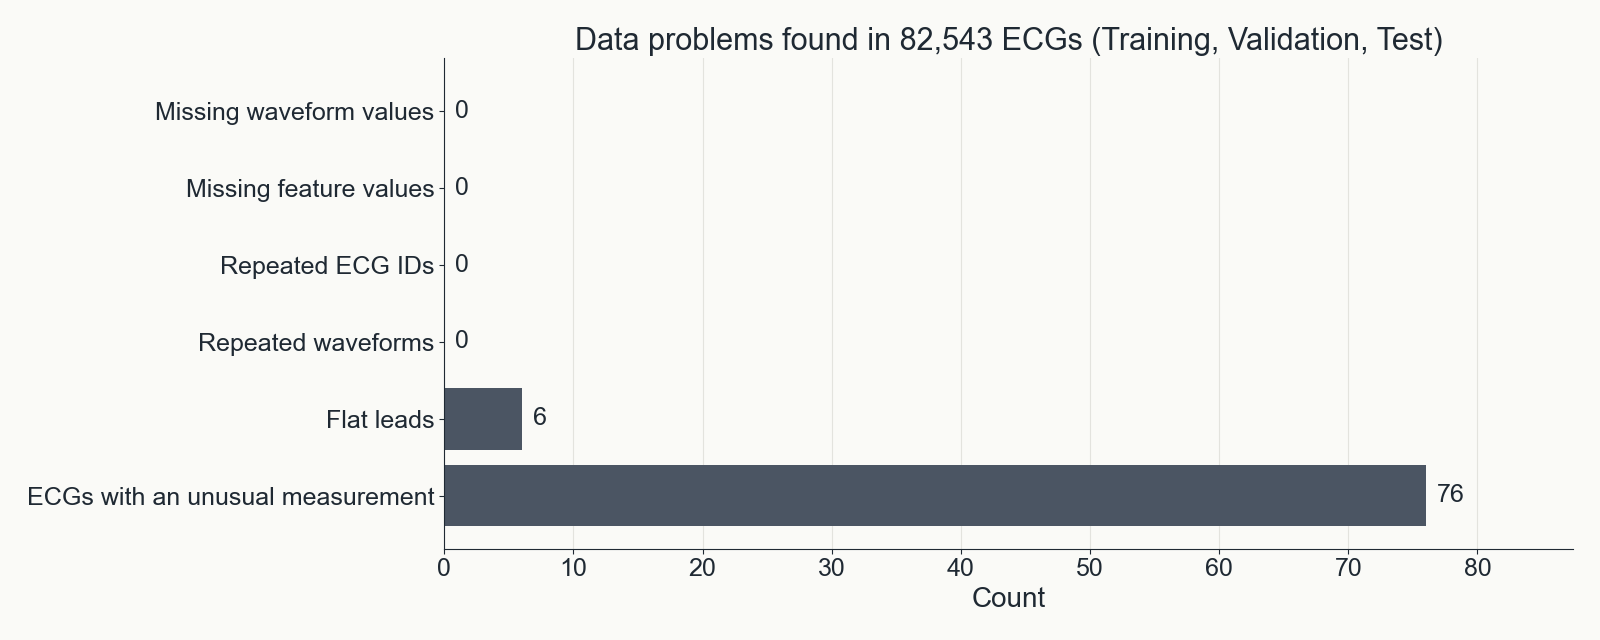 Data problems found in 82,543 ECGs (Training, Validation, Test)
Missing waveform values 0
Missing feature values 0
Repeated ECG IDs 0
Repeated waveforms 0
Flat leads 6
ECGs with an unusual measurement 76
0 10 20 30 40 50 60 70 80
Count